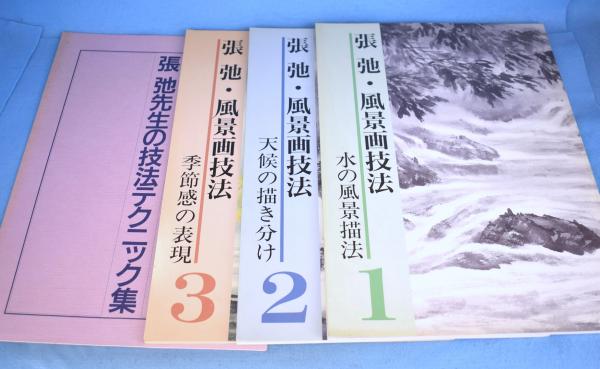 張 弛・風景画技法
水の風景描法
1
張 弛・風景画技法
天候の描き分け
2
張 弛・風景画技法
季節感の表現
3
張 弛先生の技法テクニック集